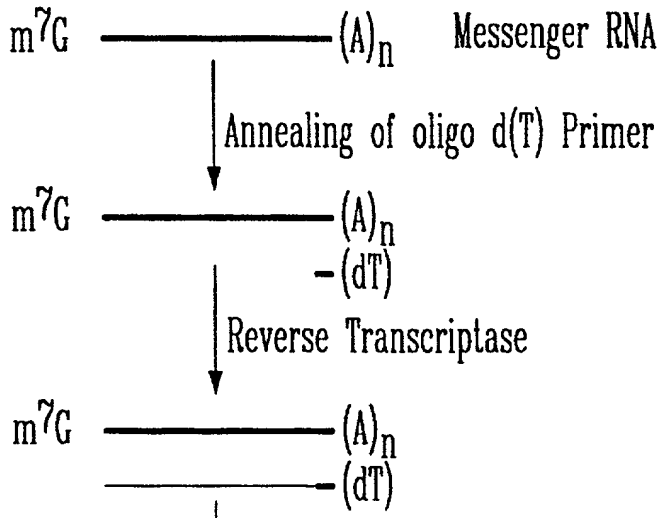 m⁷G (A)n Messenger RNA
Annealing of oligo d(T) Primer
m⁷G (A)n
(dT)
Reverse Transcriptase
m⁷G (A)n
(dT)